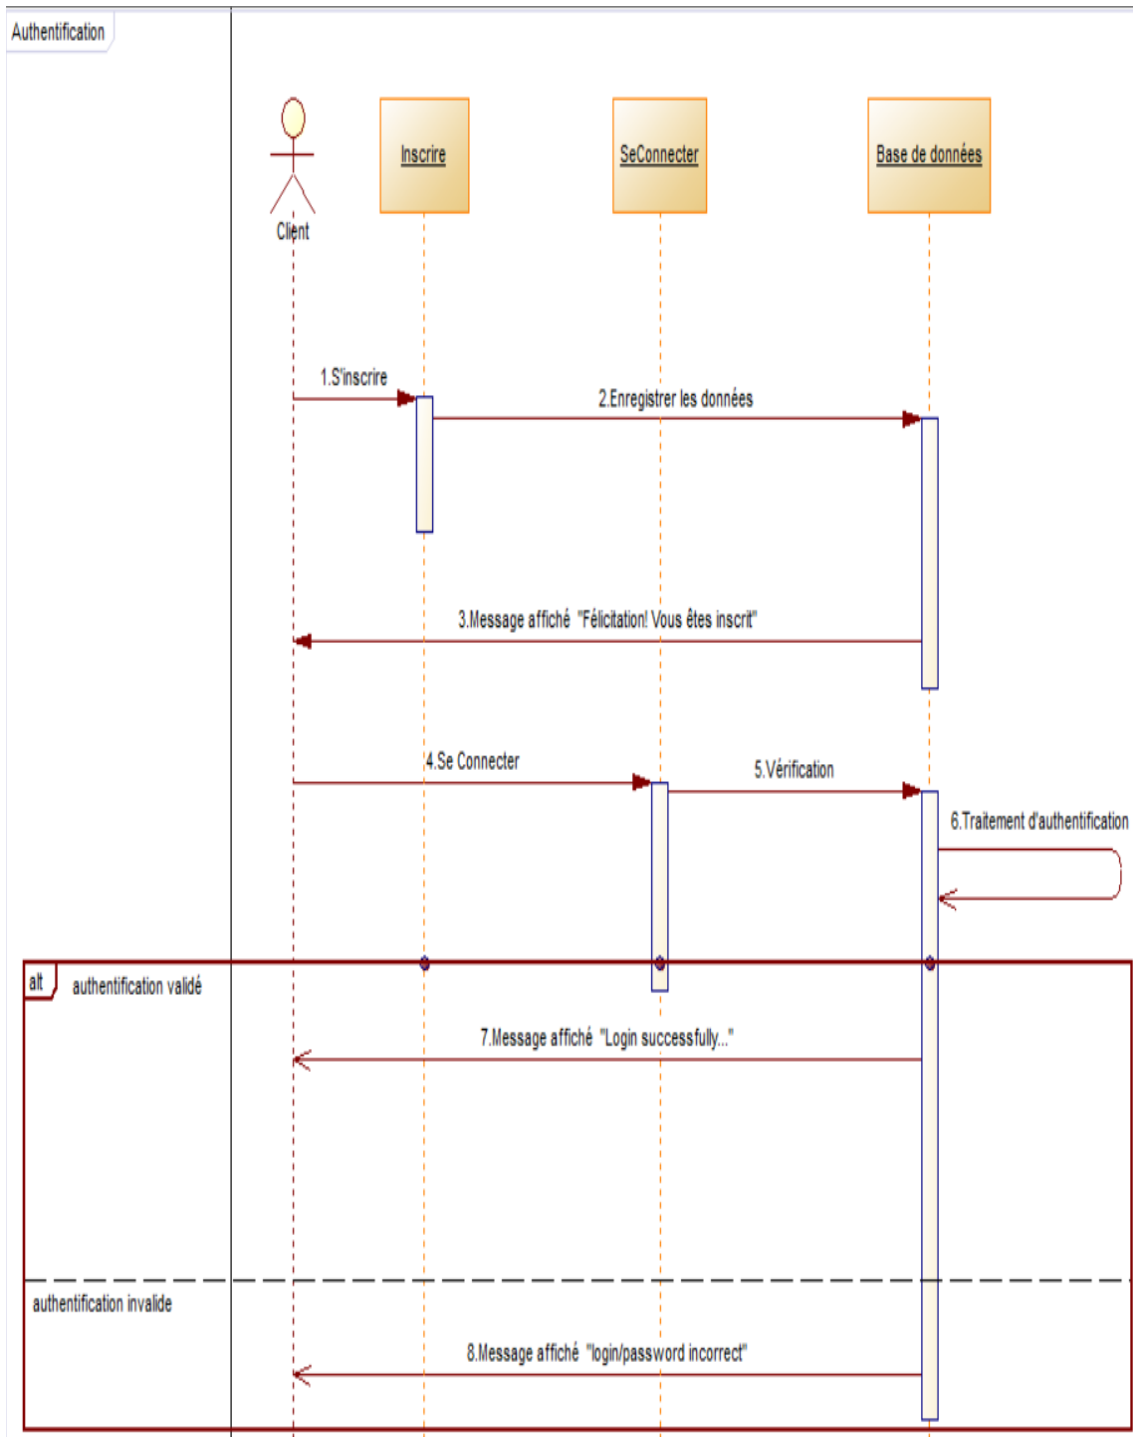 Authentification
Inscrire
SeConnecter
Base de données
Client
1.S'inscrire
2.Enregistrer les données
3.Message affiché "Félicitation! Vous êtes inscrit"
4.Se Connecter
5.Vérification
6.Traitement d'authentification
alt
authentification validé
7.Message affiché "Login successfully..."
authentification invalide
8.Message affiché "login/password incorrect"